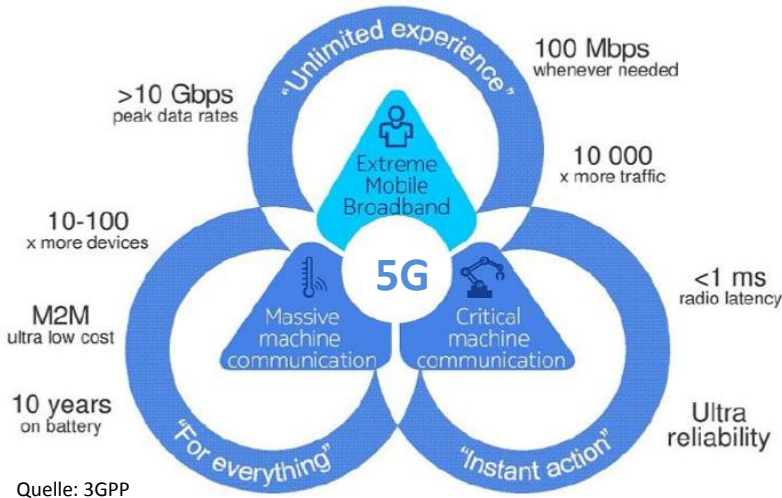 "Unlimited experience"
>10 Gbps
peak data rates
100 Mbps
whenever needed
10 000
x more traffic
Extreme
Mobile
Broadband
5G
10-100
x more devices
M2M
ultra low cost
10 years
on battery
Massive
machine
communication
"For everything"
Critical
machine
communication
<1 ms
radio latency
Ultra
reliability
"Instant action"
Quelle: 3GPP